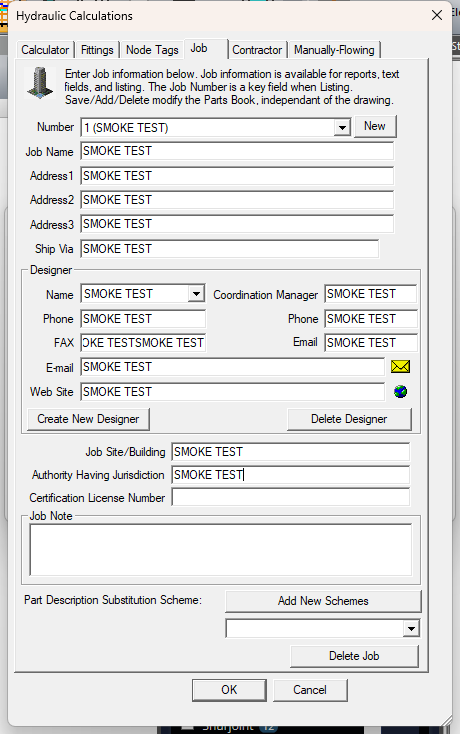 Hydraulic Calculations
Calculator Fittings Node Tags Job Contractor Manually-Flowing
Enter Job information below. Job information is available for reports, text
fields, and listing. The Job Number is a key field when Listing.
Save/Add/Delete modify the Parts Book, independant of the drawing.
Number 1 (SMOKE TEST) New
Job Name SMOKE TEST
Address1 SMOKE TEST
Address2 SMOKE TEST
Address3 SMOKE TEST
Ship Via SMOKE TEST
Designer
Name SMOKE TEST Coordination Manager SMOKE TEST
Phone SMOKE TEST Phone SMOKE TEST
FAX OKE TESTSMOKE TEST Email SMOKE TEST
E-mail SMOKE TEST
Web Site SMOKE TEST
Create New Designer Delete Designer
Job Site/Building SMOKE TEST
Authority Having Jurisdiction SMOKE TEST
Certification License Number
Job Note
Part Description Substitution Scheme: Add New Schemes
Delete Job
OK Cancel